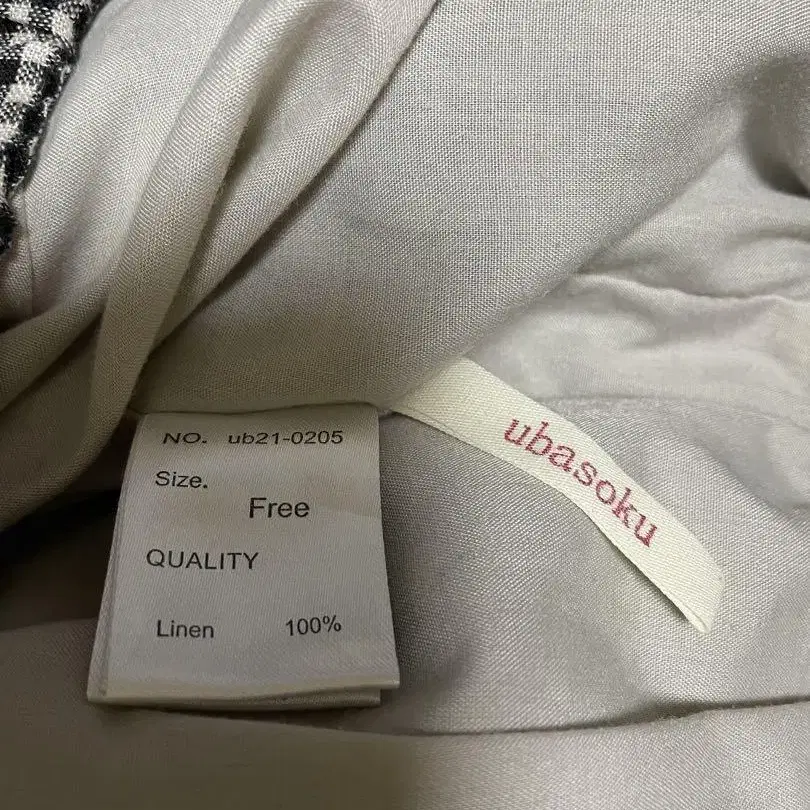 NO. ub21-0205
Size.
Free
QUALITY
Linen 100%
ubasoku